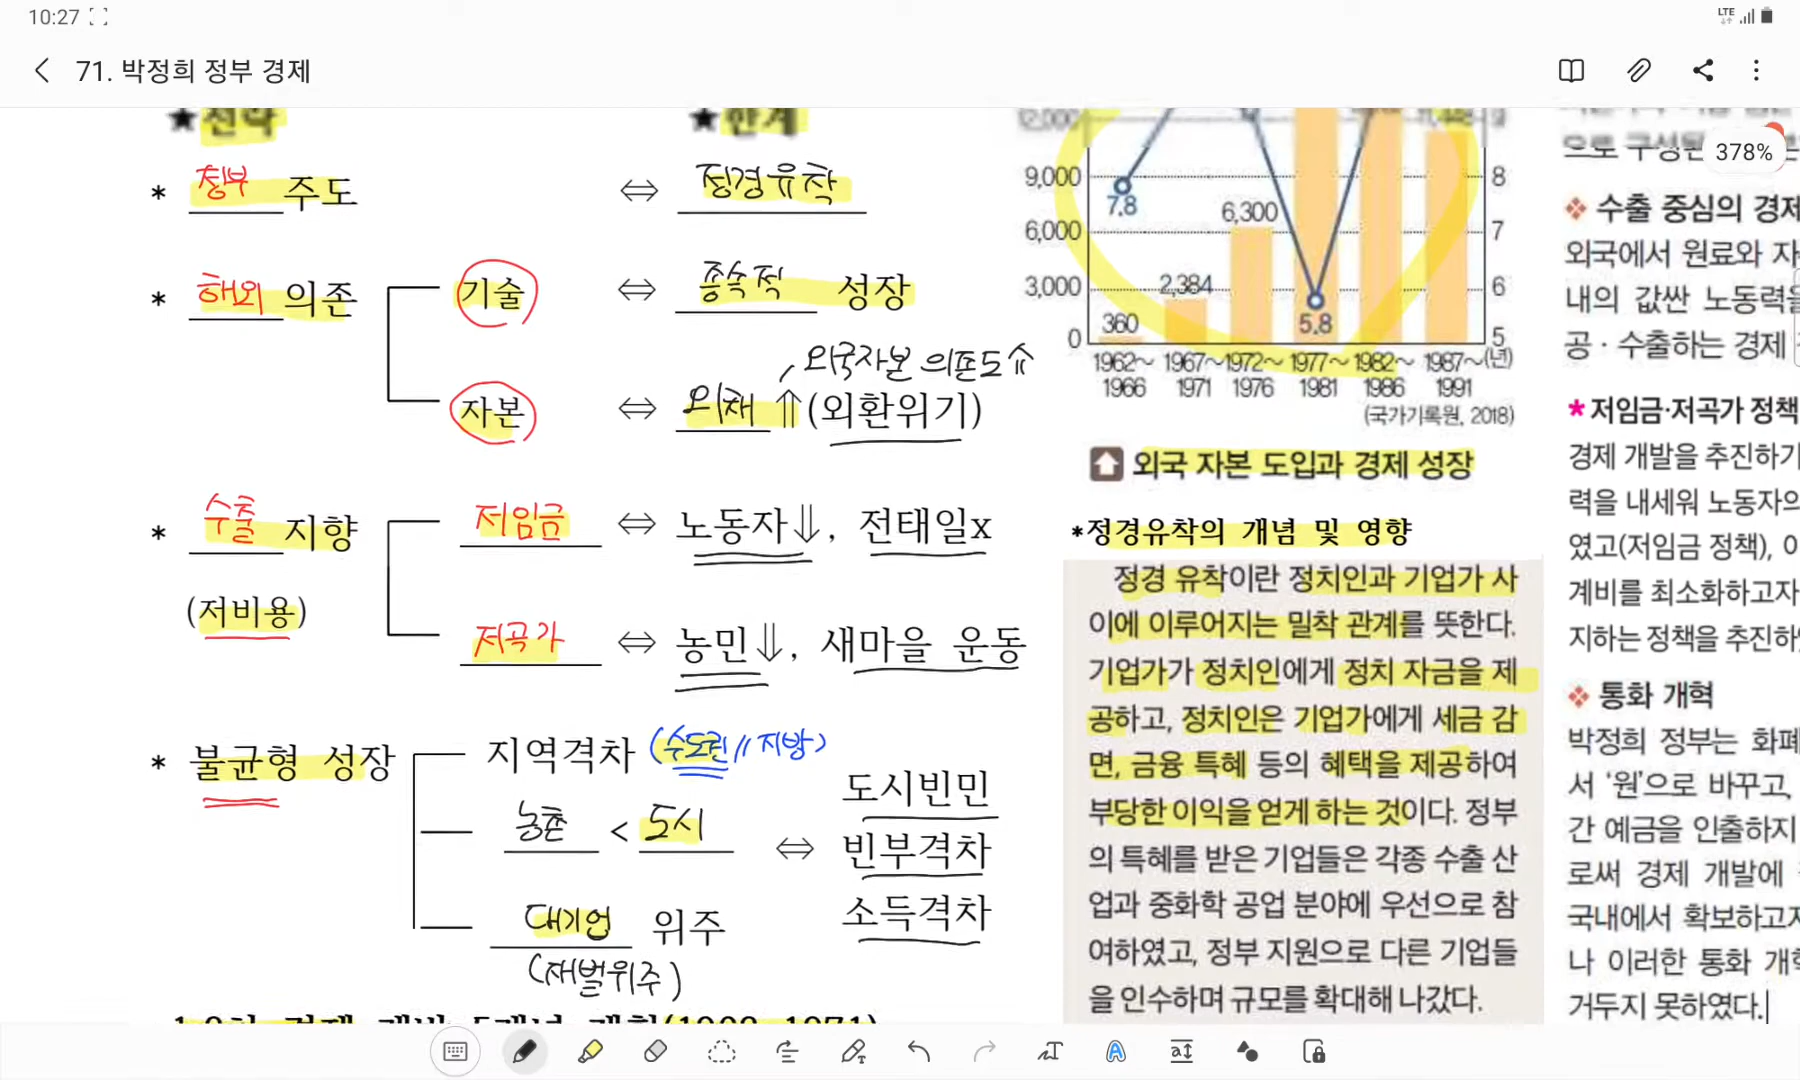 10:27
LTE
71. 박정희 정부 경제
378%
★전략
★한계
* 정부 주도 ⇔ 정경유착
* 해외 의존
기술 ⇔ 종속적 성장
외국자본 의존도⇑
자본 ⇔ 외채 ⇑(외환위기)
* 수출 지향
(저비용)
저임금 ⇔ 노동자⇓, 전태일x
저곡가 ⇔ 농민⇓, 새마을 운동
* 불균형 성장
지역격차 (수도권 // 지방)
농촌 < 도시
대기업 위주
(재벌위주)
⇔
도시빈민
빈부격차
소득격차
12,000
9,000
6,000
3,000
0
9
8
7
6
5
7.8
360
2,384
6,300
5.8
11,448
1962~1966
1967~1971
1972~1976
1977~1981
1982~1986
1987~1991
(년)
(국가기록원, 2018)
외국 자본 도입과 경제 성장
*정경유착의 개념 및 영향
정경 유착이란 정치인과 기업가 사
이에 이루어지는 밀착 관계를 뜻한다.
기업가가 정치인에게 정치 자금을 제
공하고, 정치인은 기업가에게 세금 감
면, 금융 특혜 등의 혜택을 제공하여
부당한 이익을 얻게 하는 것이다. 정부
의 특혜를 받은 기업들은 각종 수출 산
업과 중화학 공업 분야에 우선으로 참
여하였고, 정부 지원으로 다른 기업들
을 인수하며 규모를 확대해 나갔다.
으로 구성된
❖ 수출 중심의 경제
외국에서 원료와 자
내의 값싼 노동력을
공·수출하는 경제
*저임금·저곡가 정책
경제 개발을 추진하기
력을 내세워 노동자의
였고(저임금 정책), 이
계비를 최소화하고자
지하는 정책을 추진하였
❖ 통화 개혁
박정희 정부는 화폐
서 '원'으로 바꾸고,
간 예금을 인출하지
로써 경제 개발에
국내에서 확보하고자
나 이러한 통화 개혁
거두지 못하였다.